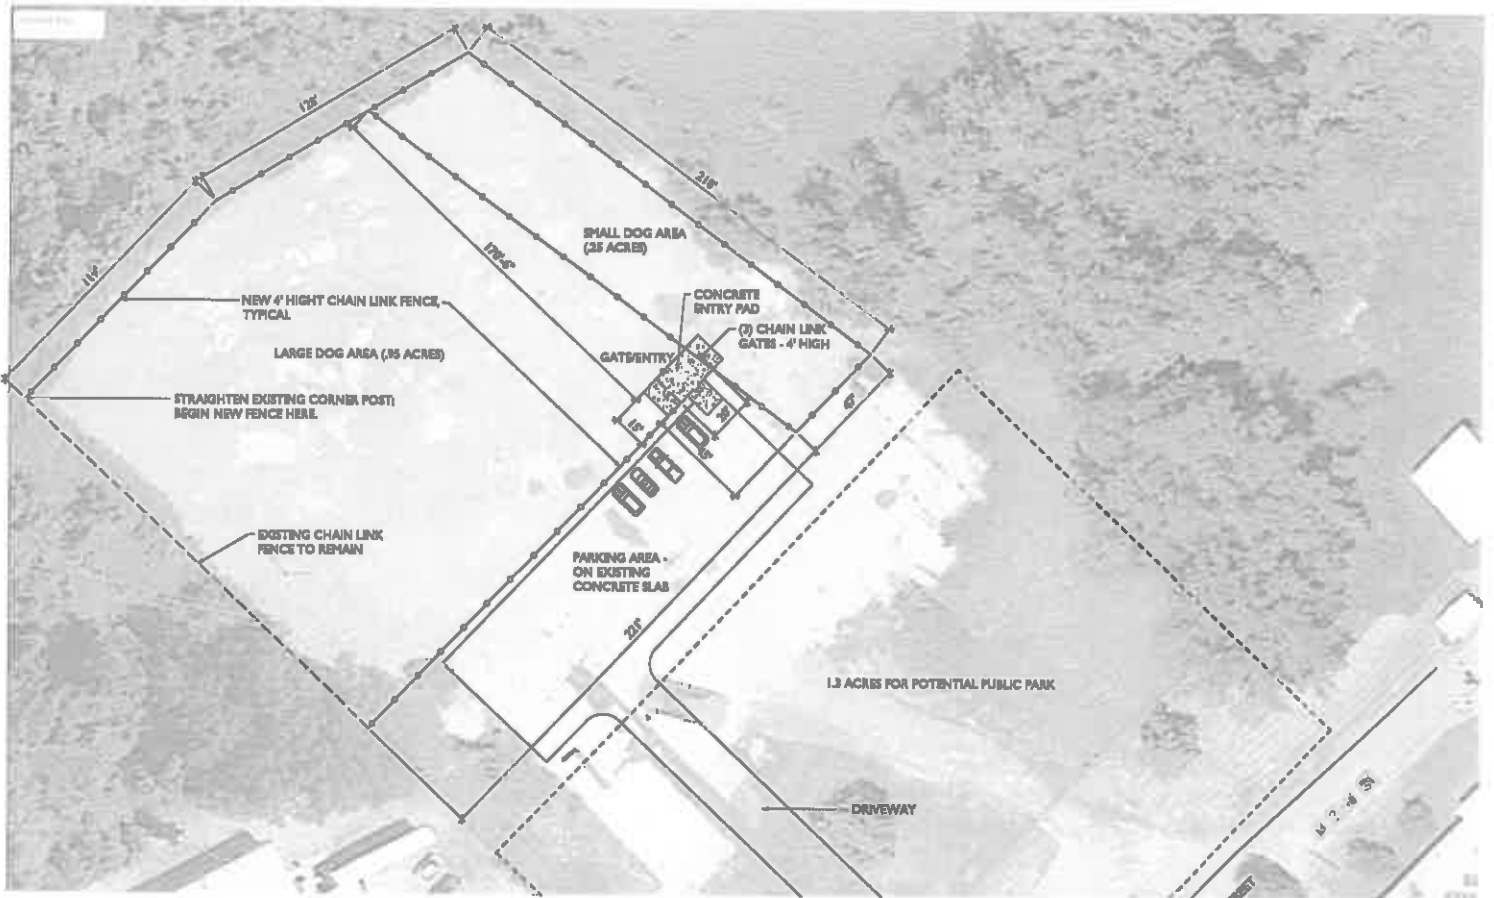 128'
218'
SMALL DOG AREA
(.25 ACRES)
170'-6"
NEW 4' HIGHT CHAIN LINK FENCE,
TYPICAL
CONCRETE
ENTRY PAD
(3) CHAIN LINK
GATES - 4' HIGH
LARGE DOG AREA (.95 ACRES)
GATE/ENTRY
STRAIGHTEN EXISTING CORNER POST;
BEGIN NEW FENCE HERE.
15'
EXISTING CHAIN LINK
FENCE TO REMAIN
PARKING AREA -
ON EXISTING
CONCRETE SLAB
221'
1.3 ACRES FOR POTENTIAL PUBLIC PARK
DRIVEWAY